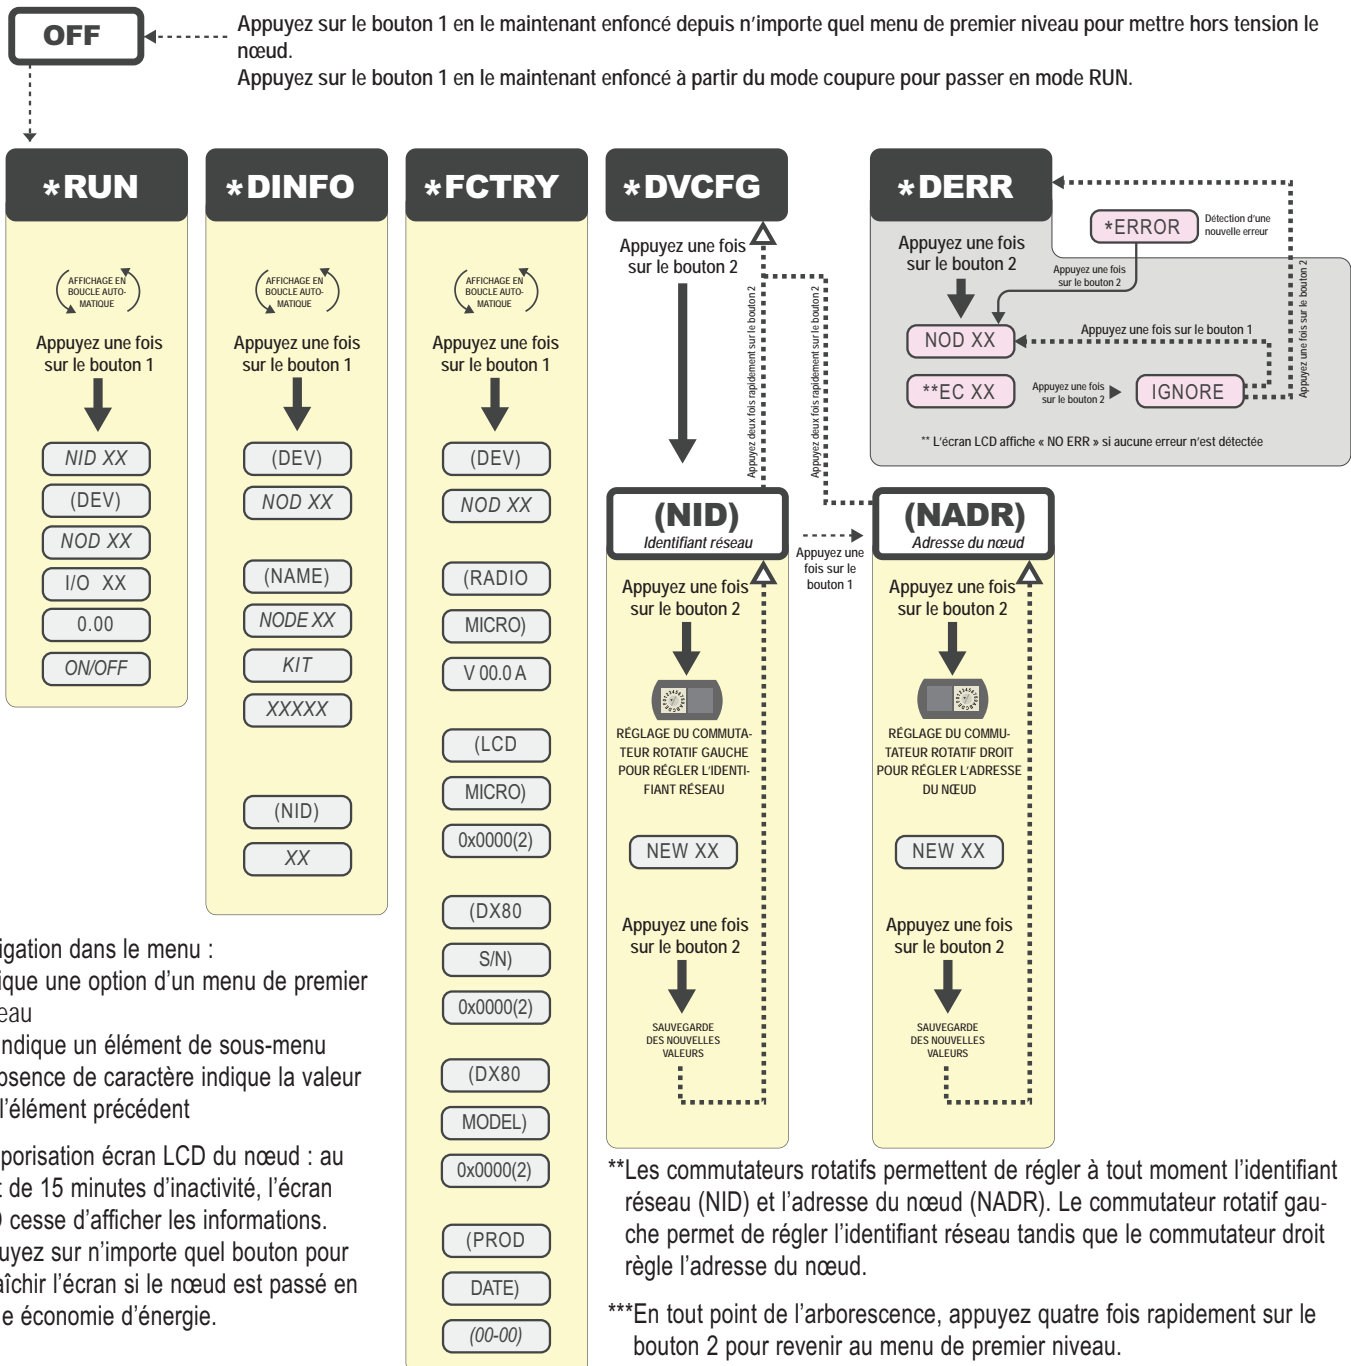 OFF
Appuyez sur le bouton 1 en le maintenant enfoncé depuis n'importe quel menu de premier niveau pour mettre hors tension le
nœud.
Appuyez sur le bouton 1 en le maintenant enfoncé à partir du mode coupure pour passer en mode RUN.
*RUN
AFFICHAGE EN
BOUCLE AUTO-
MATIQUE
Appuyez une fois
sur le bouton 1
NID XX
(DEV)
NOD XX
I/O XX
0.00
ON/OFF
*DINFO
AFFICHAGE EN
BOUCLE AUTO-
MATIQUE
Appuyez une fois
sur le bouton 1
(DEV)
NOD XX
(NAME)
NODE XX
KIT
XXXXX
(NID)
XX
*FCTRY
AFFICHAGE EN
BOUCLE AUTO-
MATIQUE
Appuyez une fois
sur le bouton 1
(DEV)
NOD XX
(RADIO
MICRO)
V 00.0 A
(LCD
MICRO)
0x0000(2)
(DX80
S/N)
0x0000(2)
(DX80
MODEL)
0x0000(2)
(PROD
DATE)
(00-00)
*DVCFG
Appuyez une fois
sur le bouton 2
Appuyez deux fois rapidement sur le bouton 2
Appuyez deux fois rapidement sur le bouton 2
(NID)
Identifiant réseau
Appuyez une
fois sur le
bouton 1
Appuyez une fois
sur le bouton 2
RÉGLAGE DU COMMUTA-
TEUR ROTATIF GAUCHE
POUR RÉGLER L'IDENTI-
FIANT RÉSEAU
NEW XX
Appuyez une fois
sur le bouton 2
SAUVEGARDE
DES NOUVELLES
VALEURS
(NADR)
Adresse du nœud
Appuyez une fois
sur le bouton 2
RÉGLAGE DU COMMU-
TATEUR ROTATIF DROIT
POUR RÉGLER L'ADRESSE
DU NŒUD
NEW XX
Appuyez une fois
sur le bouton 2
SAUVEGARDE
DES NOUVELLES
VALEURS
*DERR
Appuyez une fois
sur le bouton 2
*ERROR
Détection d'une
nouvelle erreur
Appuyez une fois
sur le bouton 2
NOD XX
Appuyez une fois sur le bouton 1
**EC XX
Appuyez une fois
sur le bouton 2
IGNORE
Appuyez une fois sur le bouton 2
** L'écran LCD affiche « NO ERR » si aucune erreur n'est détectée
igation dans le menu :
ique une option d'un menu de premier
eau
indique un élément de sous-menu
bsence de caractère indique la valeur
l'élément précédent
porisation écran LCD du nœud : au
t de 15 minutes d'inactivité, l'écran
D cesse d'afficher les informations.
uyez sur n'importe quel bouton pour
aîchir l'écran si le nœud est passé en
e économie d'énergie.
**Les commutateurs rotatifs permettent de régler à tout moment l'identifiant
réseau (NID) et l'adresse du nœud (NADR). Le commutateur rotatif gau-
che permet de régler l'identifiant réseau tandis que le commutateur droit
règle l'adresse du nœud.
***En tout point de l'arborescence, appuyez quatre fois rapidement sur le
bouton 2 pour revenir au menu de premier niveau.